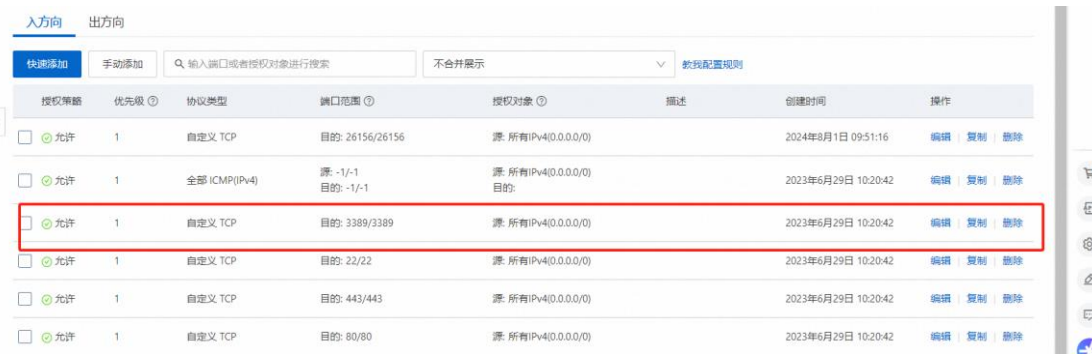 入方向 出方向
快速添加 手动添加 输入端口或者授权对象进行搜索 不合并展示 教我配置规则
授权策略 优先级 协议类型 端口范围 授权对象 描述 创建时间 操作
允许 1 自定义 TCP 目的: 26156/26156 源: 所有IPv4(0.0.0.0/0) 2024年8月1日 09:51:16 编辑 复制 删除
允许 1 全部 ICMP(IPv4) 源: -1/-1 源: 所有IPv4(0.0.0.0/0) 2023年6月29日 10:20:42 编辑 复制 删除
目的: -1/-1 目的:
允许 1 自定义 TCP 目的: 3389/3389 源: 所有IPv4(0.0.0.0/0) 2023年6月29日 10:20:42 编辑 复制 删除
允许 1 自定义 TCP 目的: 22/22 源: 所有IPv4(0.0.0.0/0) 2023年6月29日 10:20:42 编辑 复制 删除
允许 1 自定义 TCP 目的: 443/443 源: 所有IPv4(0.0.0.0/0) 2023年6月29日 10:20:42 编辑 复制 删除
允许 1 自定义 TCP 目的: 80/80 源: 所有IPv4(0.0.0.0/0) 2023年6月29日 10:20:42 编辑 复制 删除